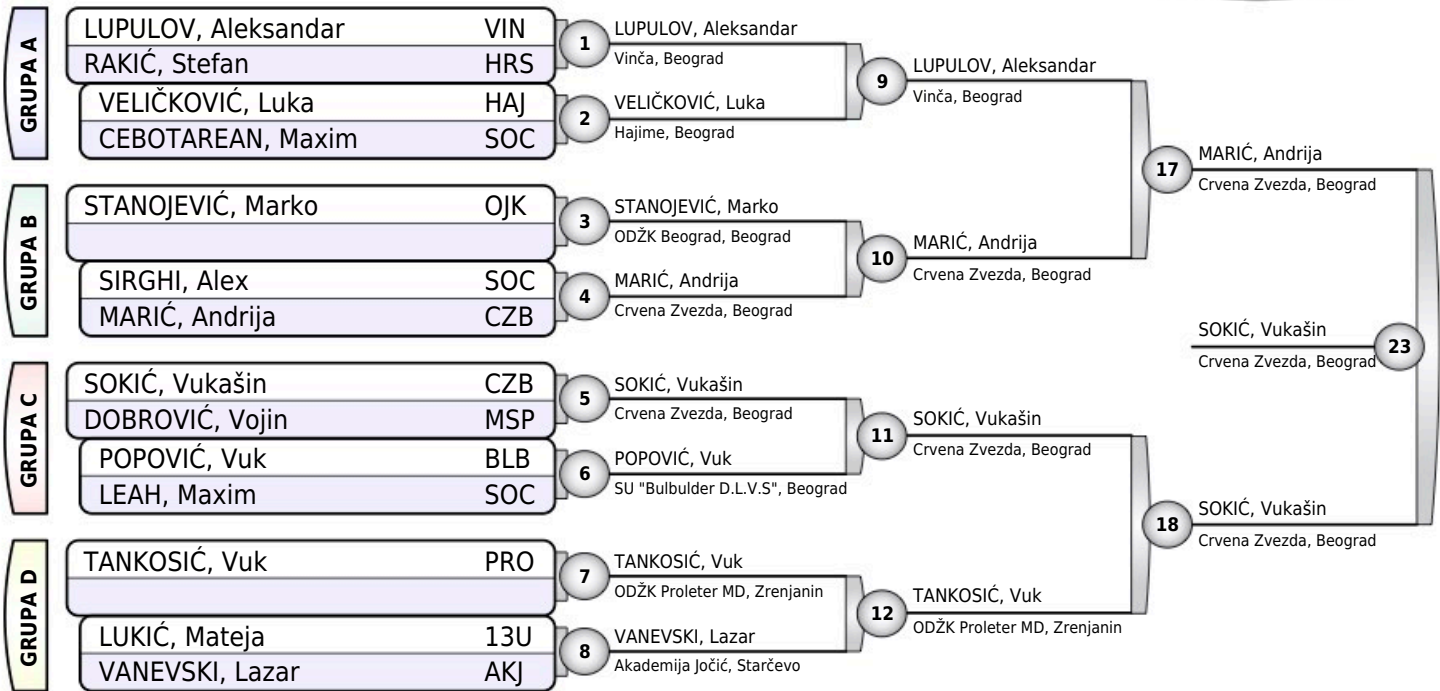 GRUPA A
LUPULOV, Aleksandar VIN
RAKIĆ, Stefan HRS
VELIČKOVIĆ, Luka HAJ
CEBOTAREAN, Maxim SOC
GRUPA B
STANOJEVIĆ, Marko OJK
SIRGHI, Alex SOC
MARIĆ, Andrija CZB
GRUPA C
SOKIĆ, Vukašin CZB
DOBROVIĆ, Vojin MSP
POPOVIĆ, Vuk BLB
LEAH, Maxim SOC
GRUPA D
TANKOSIĆ, Vuk PRO
LUKIĆ, Mateja 13U
VANEVSKI, Lazar AKJ
1
LUPULOV, Aleksandar
Vinča, Beograd
2
VELIČKOVIĆ, Luka
Hajime, Beograd
3
STANOJEVIĆ, Marko
ODŽK Beograd, Beograd
4
MARIĆ, Andrija
Crvena Zvezda, Beograd
5
SOKIĆ, Vukašin
Crvena Zvezda, Beograd
6
POPOVIĆ, Vuk
SU "Bulbulder D.L.V.S", Beograd
7
TANKOSIĆ, Vuk
ODŽK Proleter MD, Zrenjanin
8
VANEVSKI, Lazar
Akademija Jočić, Starčevo
9
LUPULOV, Aleksandar
Vinča, Beograd
10
MARIĆ, Andrija
Crvena Zvezda, Beograd
11
SOKIĆ, Vukašin
Crvena Zvezda, Beograd
12
TANKOSIĆ, Vuk
ODŽK Proleter MD, Zrenjanin
17
MARIĆ, Andrija
Crvena Zvezda, Beograd
18
SOKIĆ, Vukašin
Crvena Zvezda, Beograd
SOKIĆ, Vukašin
Crvena Zvezda, Beograd
23